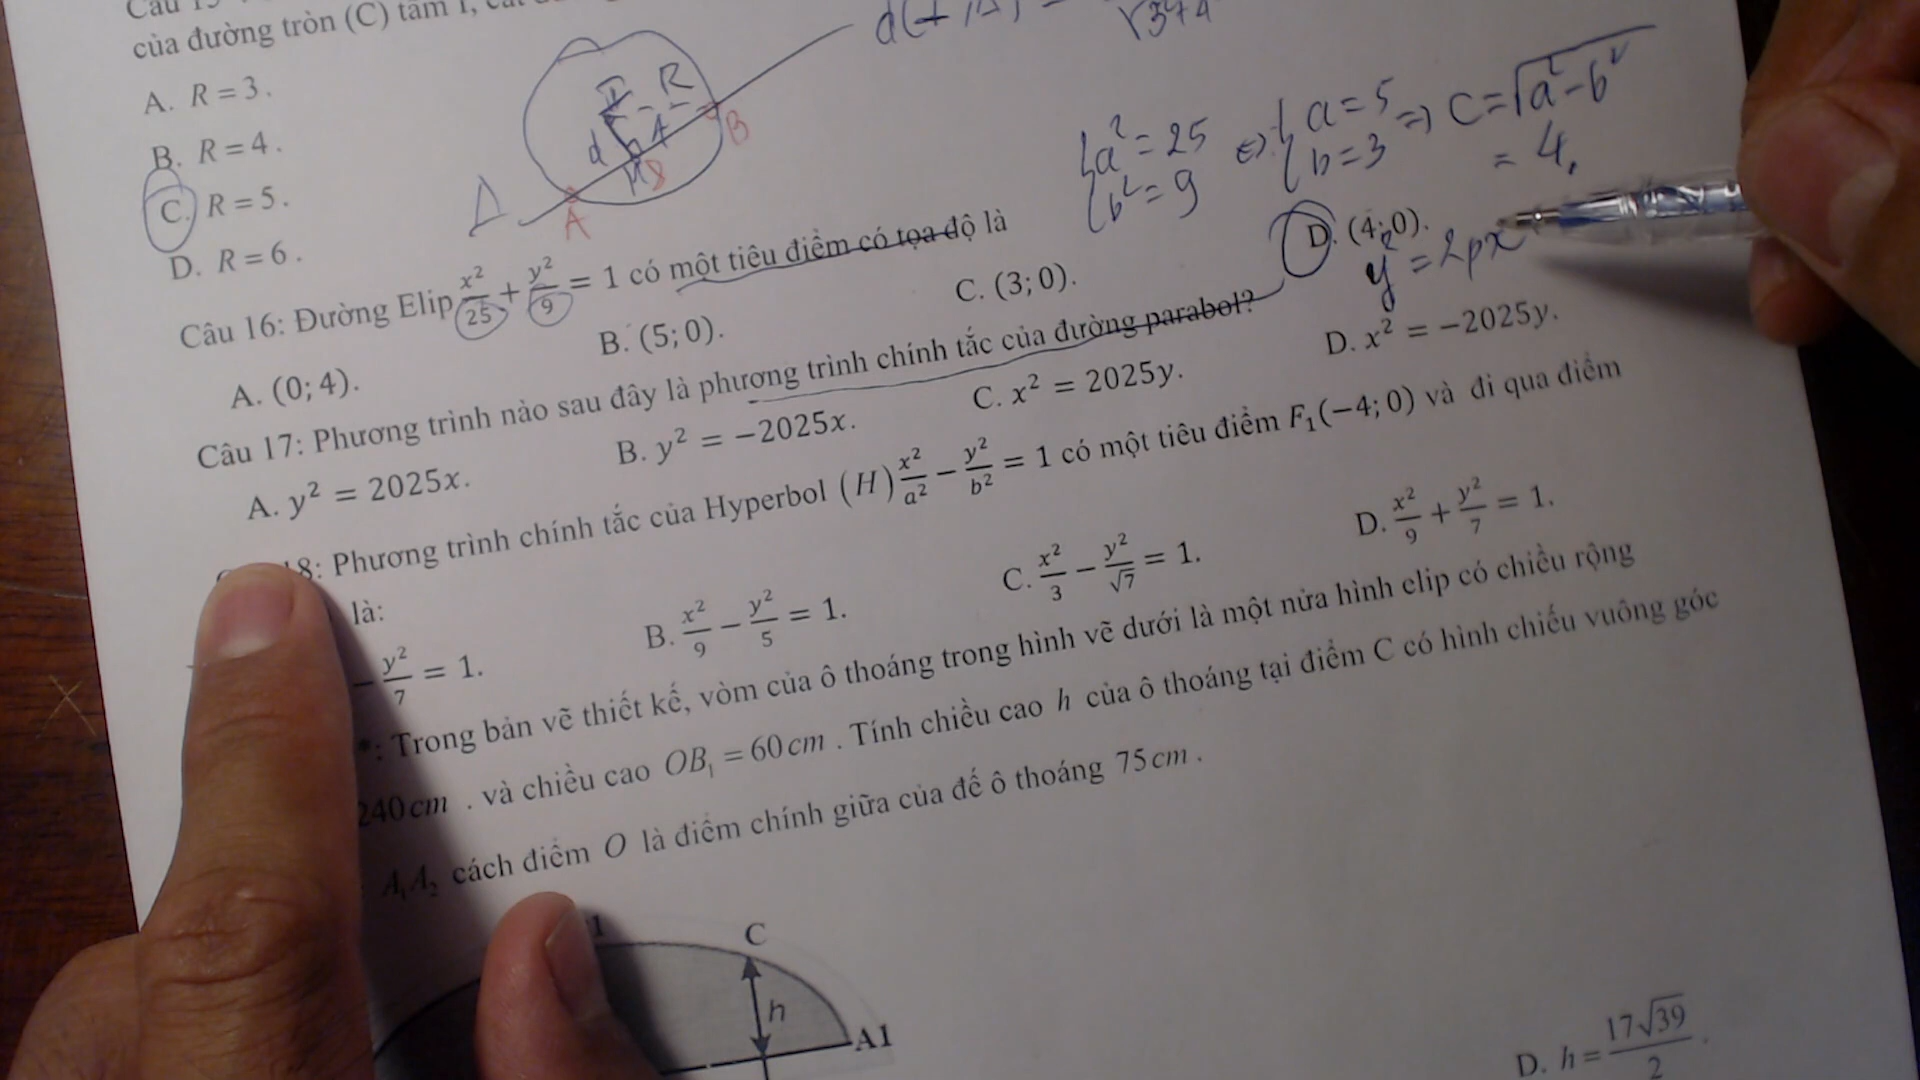 của đường tròn (C) tâm I,
d(I, Δ) =
A. R = 3.
B. R = 4.
C. R = 5.
D. R = 6.
I R
d 4
M 8
A B
Δ
{a² = 25
{b² = 9
⇔ {a = 5
{b = 3
⇒ c = √a² - b²
= 4.
Câu 16: Đường Elip x²/25 + y²/9 = 1 có một tiêu điểm có tọa độ là
A. (0; 4). B. (5; 0). C. (3; 0). D. (4; 0).
y² = 2px
Câu 17: Phương trình nào sau đây là phương trình chính tắc của đường parabol?
A. y² = 2025x. B. y² = -2025x. C. x² = 2025y. D. x² = -2025y.
8: Phương trình chính tắc của Hyperbol (H) x²/a² - y²/b² = 1 có một tiêu điểm F₁(-4; 0) và đi qua điểm
là:
- y²/7 = 1. B. x²/9 - y²/5 = 1. C. x²/3 - y²/√7 = 1. D. x²/9 + y²/7 = 1.
*: Trong bản vẽ thiết kế, vòm của ô thoáng trong hình vẽ dưới là một nửa hình elip có chiều rộng
240cm . và chiều cao OB₁ = 60cm . Tính chiều cao h của ô thoáng tại điểm C có hình chiếu vuông góc
A₁A₂ cách điểm O là điểm chính giữa của đế ô thoáng 75cm .
C
h
A1
D. h = 17√39/2 .